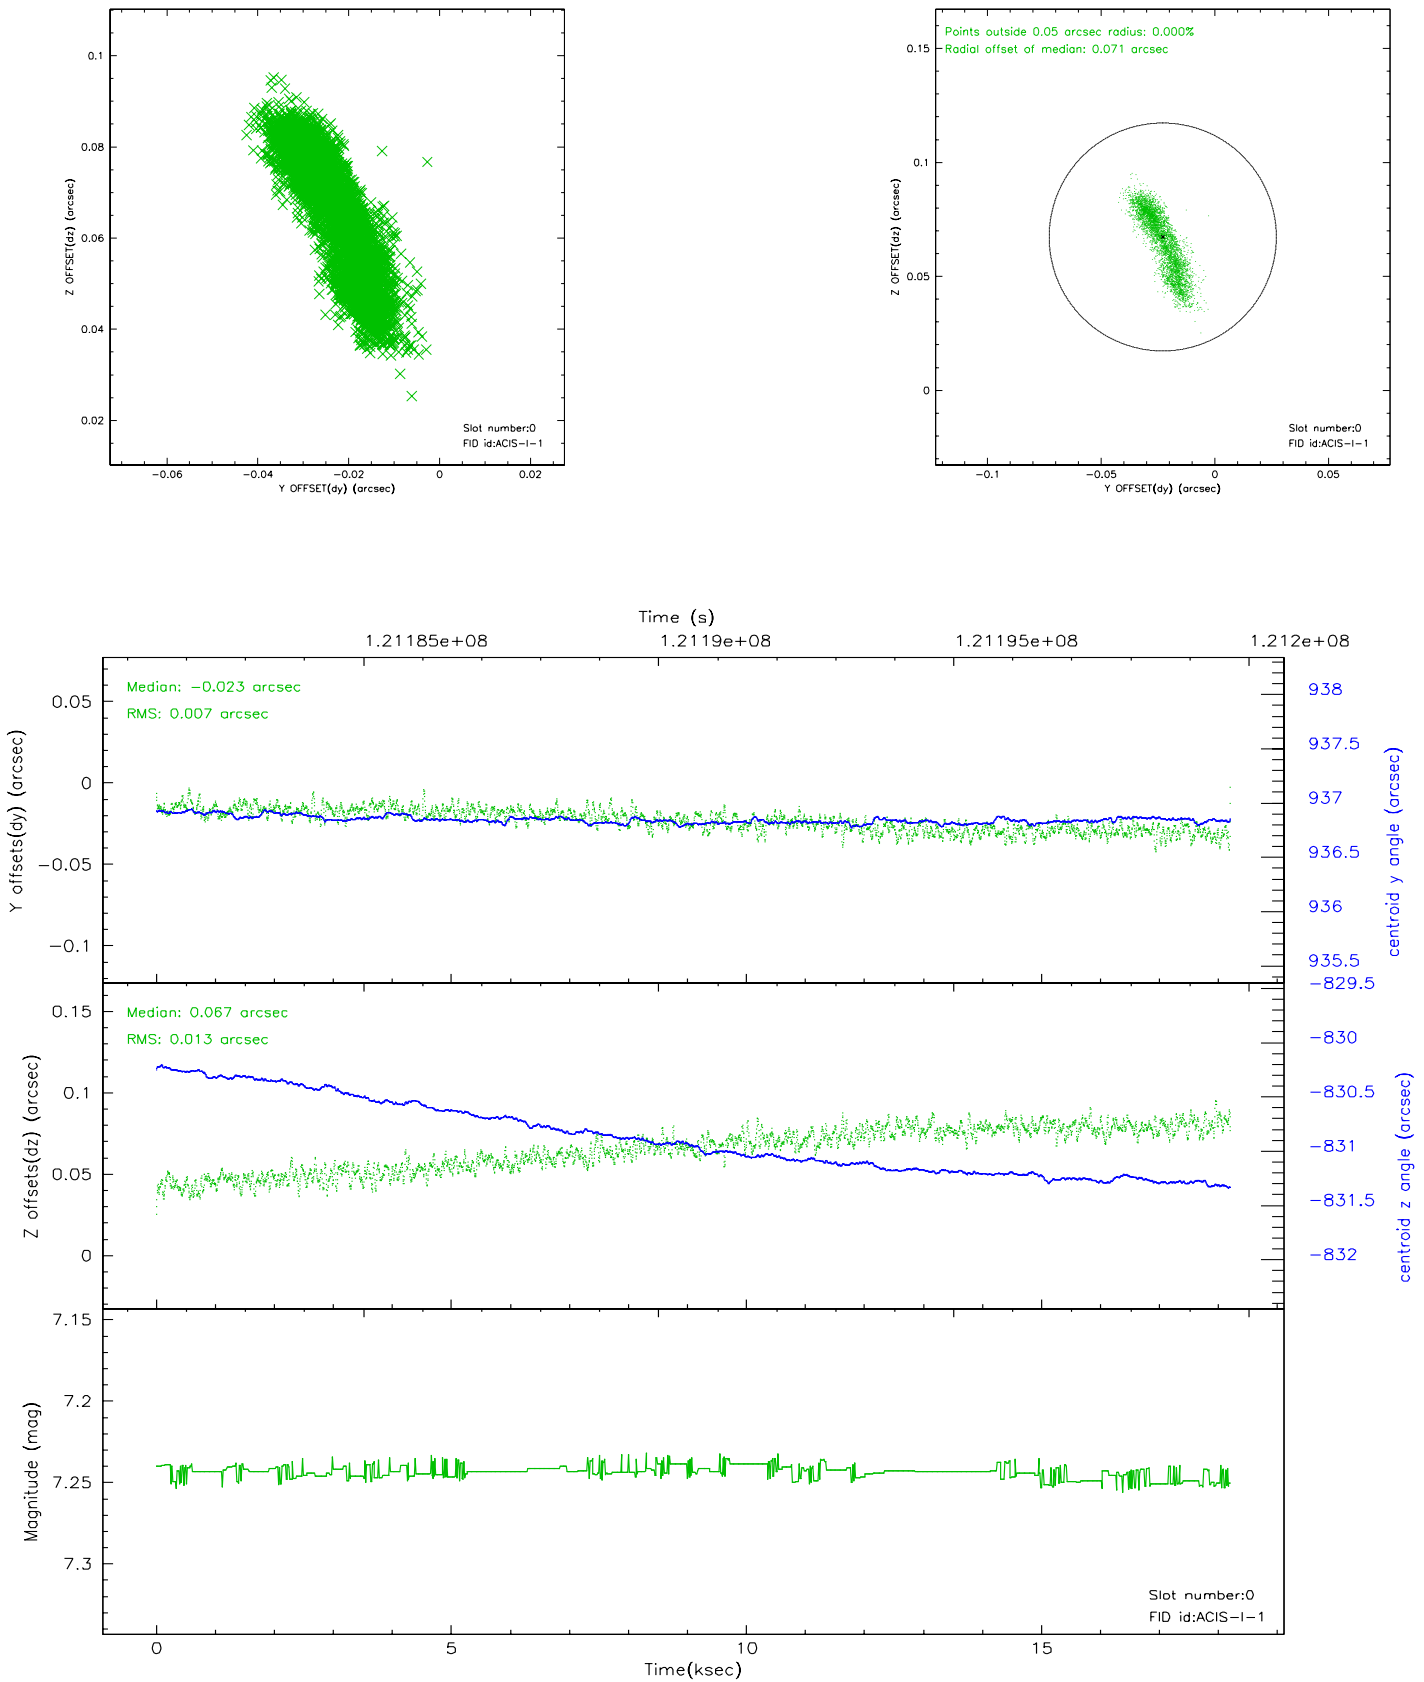 0.1
0.08
0.06
0.04
0.02
Z OFFSET(dz) (arcsec)
Slot number:0
FID id:ACIS-I-1
-0.06 -0.04 -0.02 0 0.02
Y OFFSET(dy) (arcsec)
Points outside 0.05 arcsec radius: 0.000%
Radial offset of median: 0.071 arcsec
0.15
0.1
0.05
0
Z OFFSET(dz) (arcsec)
Slot number:0
FID id:ACIS-I-1
-0.1 -0.05 0 0.05
Y OFFSET(dy) (arcsec)
Time (s)
1.21185e+08 1.2119e+08 1.21195e+08 1.212e+08
Median: -0.023 arcsec
RMS: 0.007 arcsec
0.05
0
-0.05
-0.1
Y offsets(dy) (arcsec)
938
937.5
937
936.5
936
935.5
centroid y angle (arcsec)
Median: 0.067 arcsec
RMS: 0.013 arcsec
0.15
0.1
0.05
0
Z offsets(dz) (arcsec)
-829.5
-830
-830.5
-831
-831.5
-832
centroid z angle (arcsec)
7.15
7.2
7.25
7.3
Magnitude (mag)
Slot number:0
FID id:ACIS-I-1
0 5 10 15
Time(ksec)